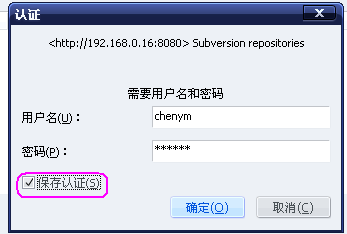 认证
<http://192.168.0.16:8080> Subversion repositories
需要用户名和密码
用户名(U)： chenym
密码(P)： ******
保存认证(S)
确定(O) 取消(C)